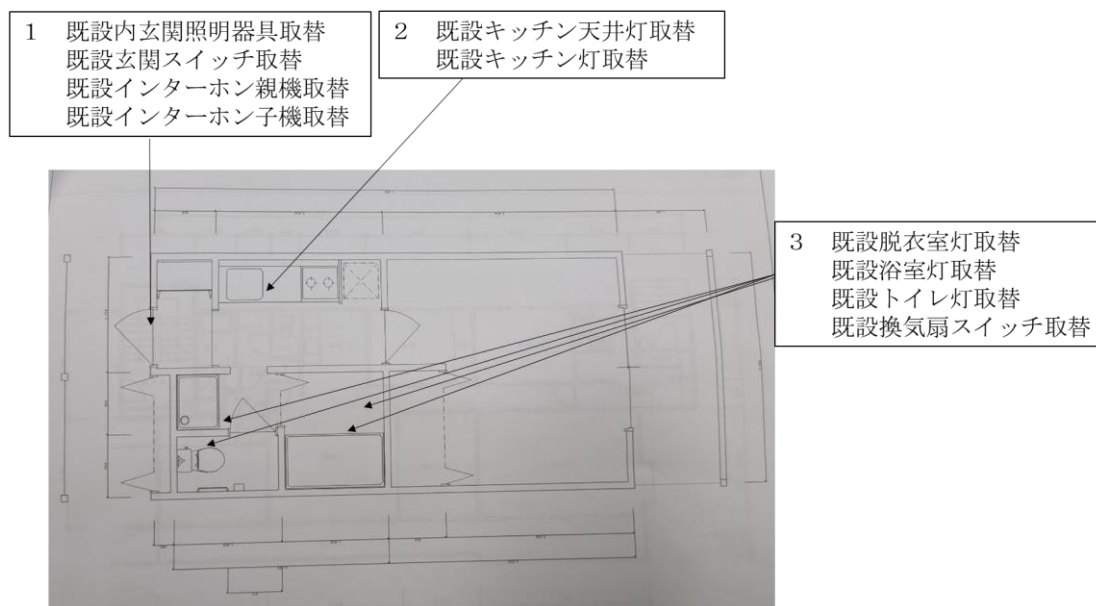 1 既設内玄関照明器具取替
既設玄関スイッチ取替
既設インターホン親機取替
既設インターホン子機取替
2 既設キッチン天井灯取替
既設キッチン灯取替
3 既設脱衣室灯取替
既設浴室灯取替
既設トイレ灯取替
既設換気扇スイッチ取替